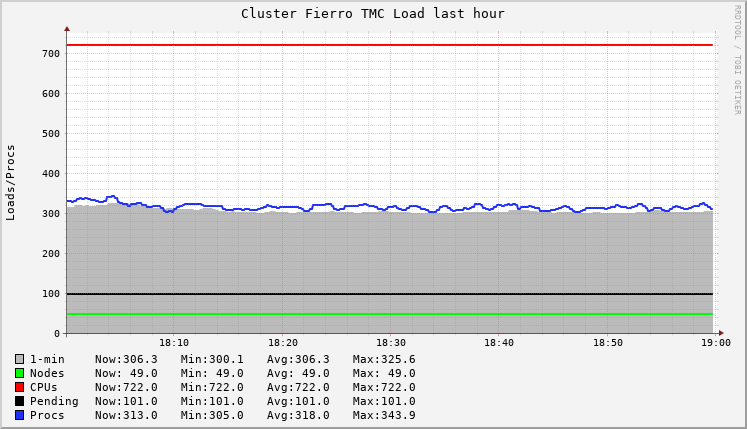 Cluster Fierro TMC Load last hour
RRDTOOL / TOBI OETIKER
Loads/Procs
700
600
500
400
300
200
100
0
18:10 18:20 18:30 18:40 18:50 19:00
1-min Now:306.3 Min:300.1 Avg:306.3 Max:325.6
Nodes Now: 49.0 Min: 49.0 Avg: 49.0 Max: 49.0
CPUs Now:722.0 Min:722.0 Avg:722.0 Max:722.0
Pending Now:101.0 Min:101.0 Avg:101.0 Max:101.0
Procs Now:313.0 Min:305.0 Avg:318.0 Max:343.9